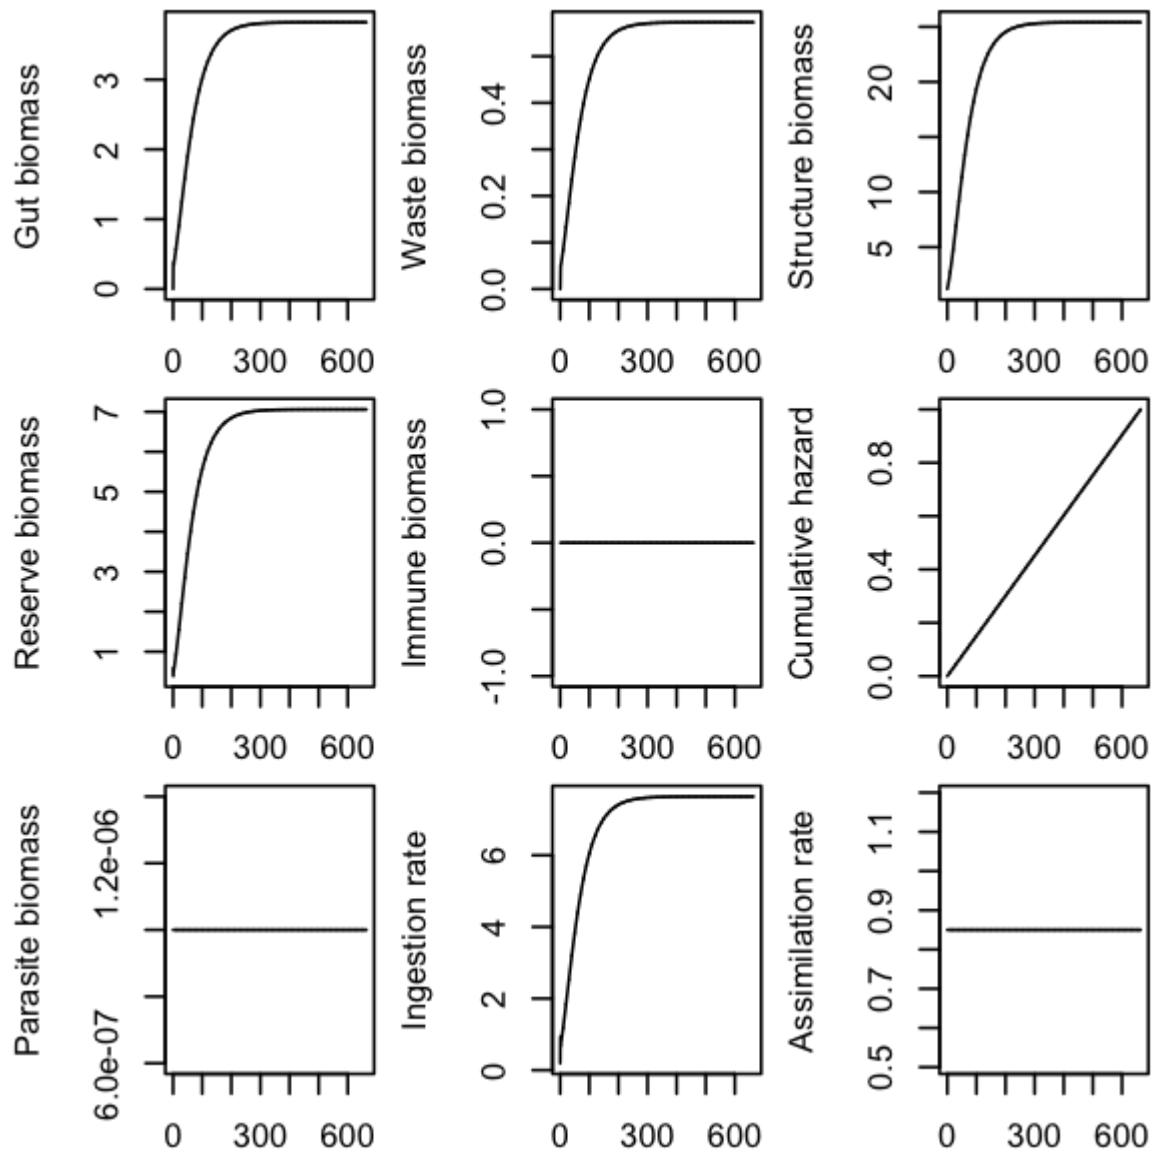 Gut biomass
0 1 2 3
0 300 600
Waste biomass
0.0 0.2 0.4
0 300 600
Structure biomass
5 10 20
0 300 600
Reserve biomass
1 3 5 7
0 300 600
Immune biomass
-1.0 0.0 1.0
0 300 600
Cumulative hazard
0.0 0.4 0.8
0 300 600
Parasite biomass
6.0e-07 1.2e-06
0 300 600
Ingestion rate
0 2 4 6
0 300 600
Assimilation rate
0.5 0.7 0.9 1.1
0 300 600